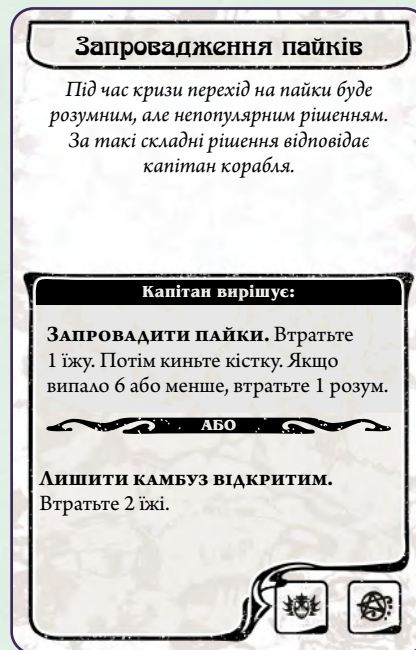 Запровадження пайків
Під час кризи перехід на пайки буде
розумним, але непопулярним рішенням.
За такі складні рішення відповідає
капітан корабля.
Капітан вирішує:
ЗАПРОВАДИТИ ПАЙКИ. Втратьте
1 їжу. Потім киньте кістку. Якщо
випало 6 або менше, втратьте 1 розум.
АБО
ЛИШИТИ КАМБУЗ ВІДКРИТИМ.
Втратьте 2 їжі.